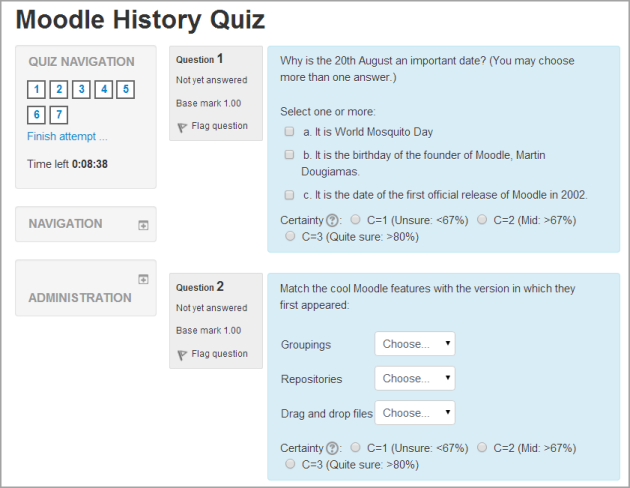 Moodle History Quiz
QUIZ NAVIGATION
1 2 3 4 5
6 7
Finish attempt ...
Time left 0:08:38
NAVIGATION
ADMINISTRATION
Question 1
Not yet answered
Base mark 1.00
Flag question
Why is the 20th August an important date? (You may choose
more than one answer.)
Select one or more:
a. It is World Mosquito Day
b. It is the birthday of the founder of Moodle, Martin
Dougiamas.
c. It is the date of the first official release of Moodle in 2002.
Certainty ?: C=1 (Unsure: <67%) C=2 (Mid: >67%)
C=3 (Quite sure: >80%)
Question 2
Not yet answered
Base mark 1.00
Flag question
Match the cool Moodle features with the version in which they
first appeared:
Groupings Choose...
Repositories Choose...
Drag and drop files Choose...
Certainty ?: C=1 (Unsure: <67%) C=2 (Mid: >67%)
C=3 (Quite sure: >80%)